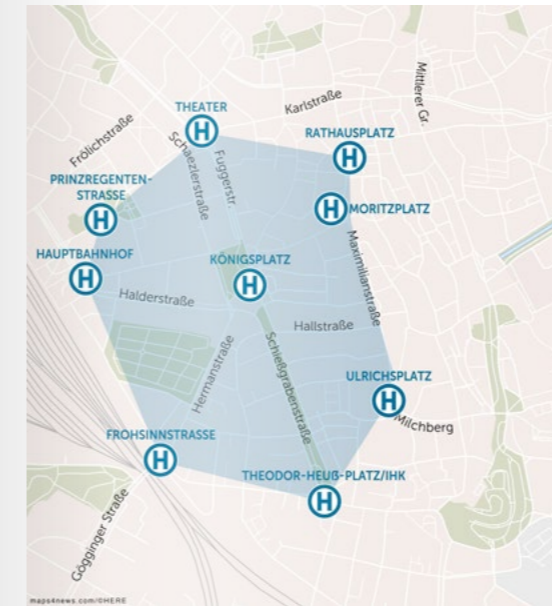 THEATER
H
Karlstraße
Mittlerer Gr.
Frölichstraße
Schaezlerstraße
Fuggerstr.
RATHAUSPLATZ
H
PRINZREGENTEN-
STRASSE
H
H MORITZPLATZ
HAUPTBAHNHOF
H
KÖNIGSPLATZ
H
Maximilianstraße
Halderstraße
Hallstraße
Hermanstraße
Schießgrabenstraße
ULRICHSPLATZ
H
Milchberg
FROHSINNSTRASSE
H
THEODOR-HEUß-PLATZ/IHK
H
Gögginger Straße
maps4news.com/©HERE